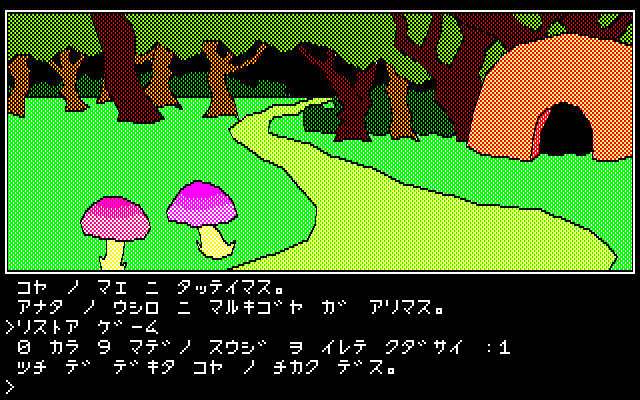 コヤ ノ マエ ニ タッテイマス。
アナタ ノ ウシロ ニ マルキゴヤ ガ アリマス。
>リストア ゲーム
0 カラ 9 マデノ スウジ ヲ イレテ クダサイ :1
ツチ デ デキタ コヤ ノ チカク デス。
>